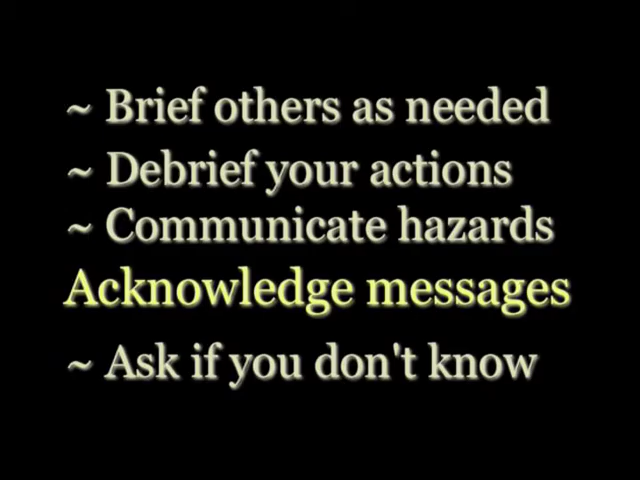 ~ Brief others as needed
~ Debrief your actions
~ Communicate hazards
Acknowledge messages
~ Ask if you don't know